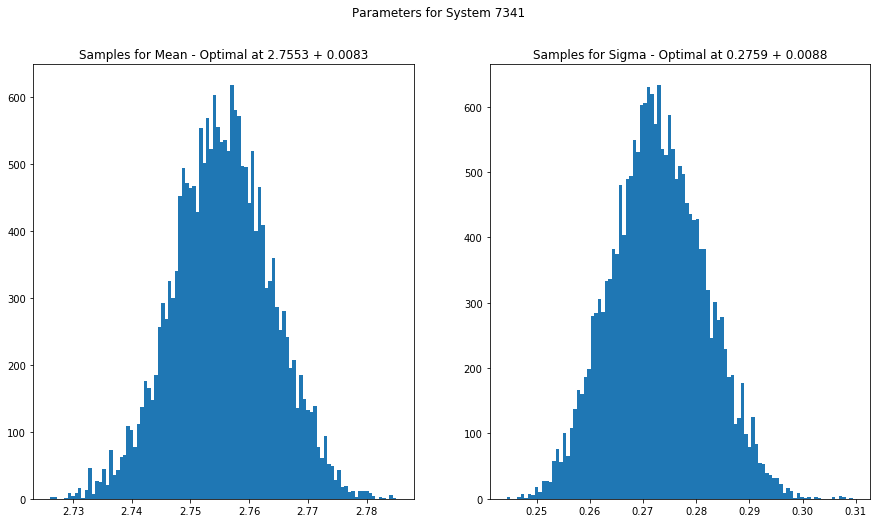 Parameters for System 7341
Samples for Mean - Optimal at 2.7553 + 0.0083
600
500
400
300
200
100
0
2.73 2.74 2.75 2.76 2.77 2.78
Samples for Sigma - Optimal at 0.2759 + 0.0088
600
500
400
300
200
100
0
0.25 0.26 0.27 0.28 0.29 0.30 0.31